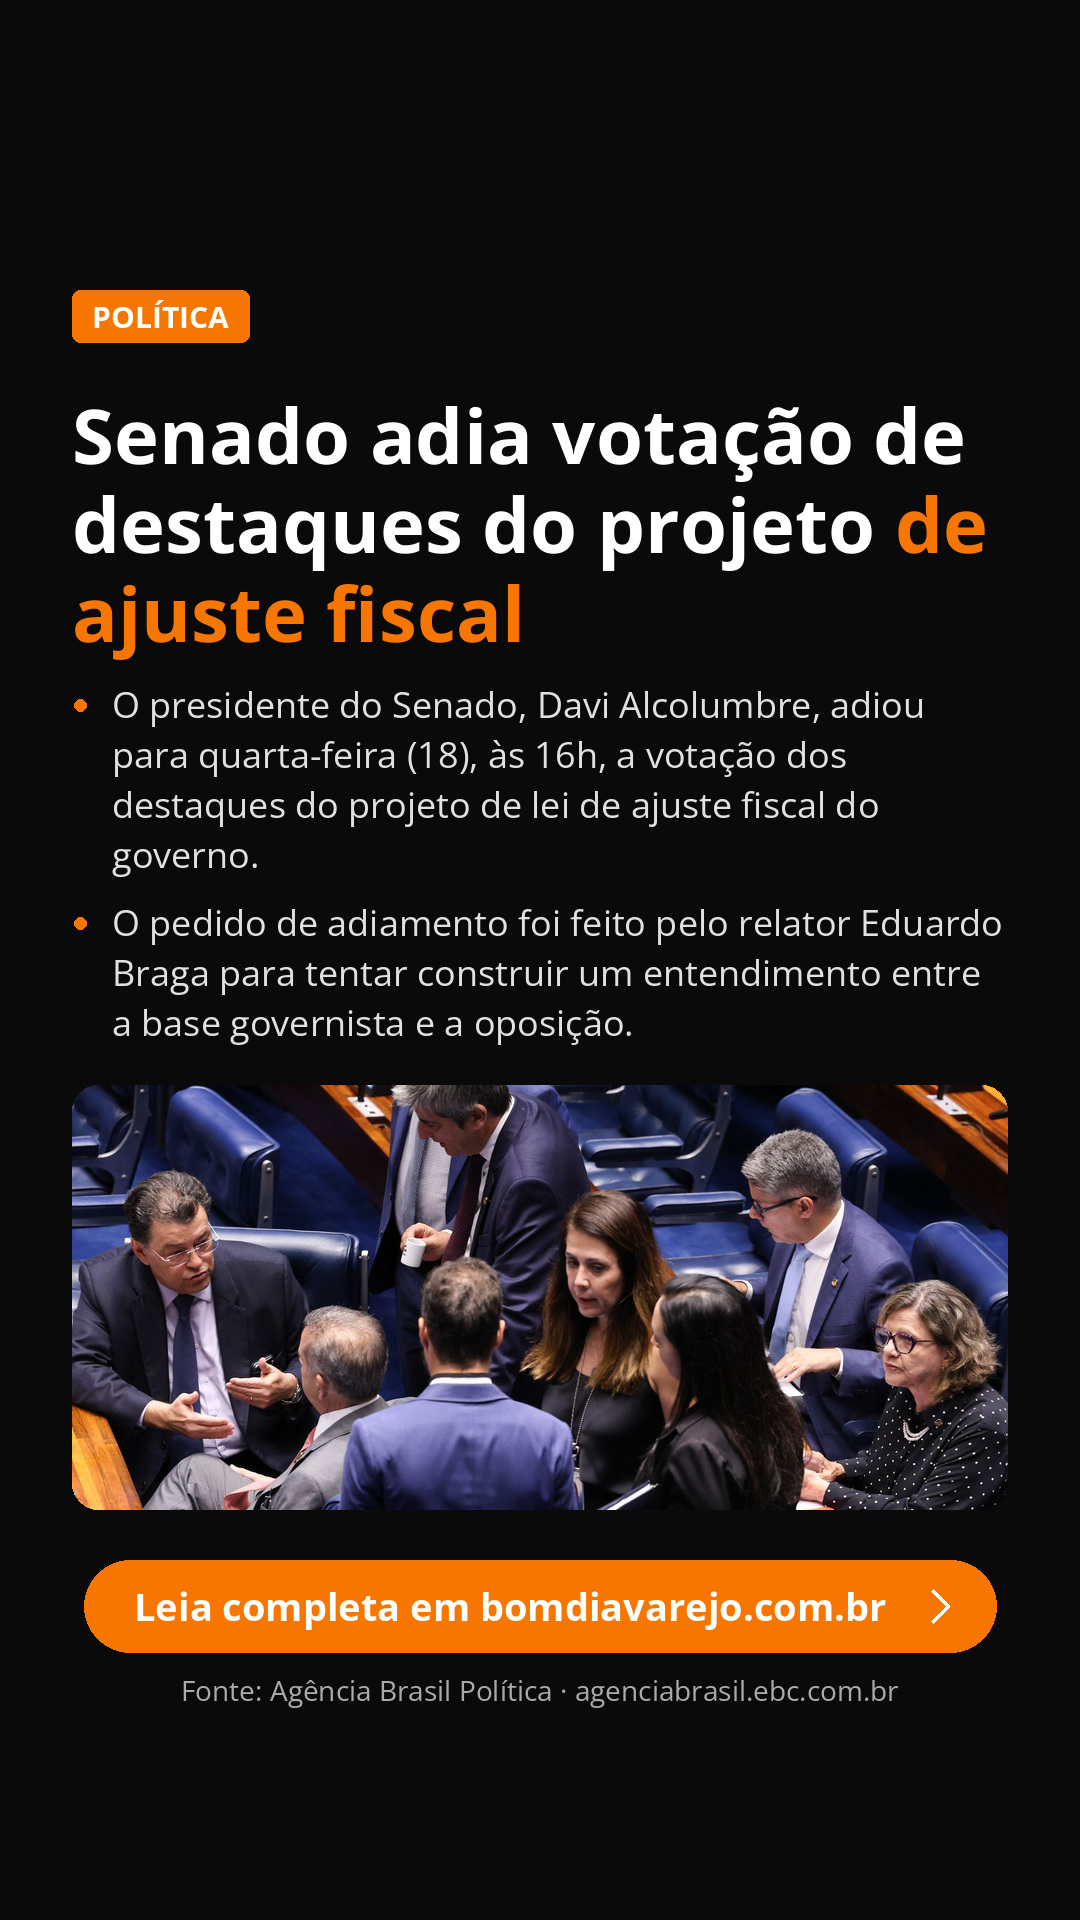 POLÍTICA
Senado adia votação de
destaques do projeto de
ajuste fiscal
O presidente do Senado, Davi Alcolumbre, adiou
para quarta-feira (18), às 16h, a votação dos
destaques do projeto de lei de ajuste fiscal do
governo.
O pedido de adiamento foi feito pelo relator Eduardo
Braga para tentar construir um entendimento entre
a base governista e a oposição.
Leia completa em bomdiavarejo.com.br
Fonte: Agência Brasil Política · agenciabrasil.ebc.com.br